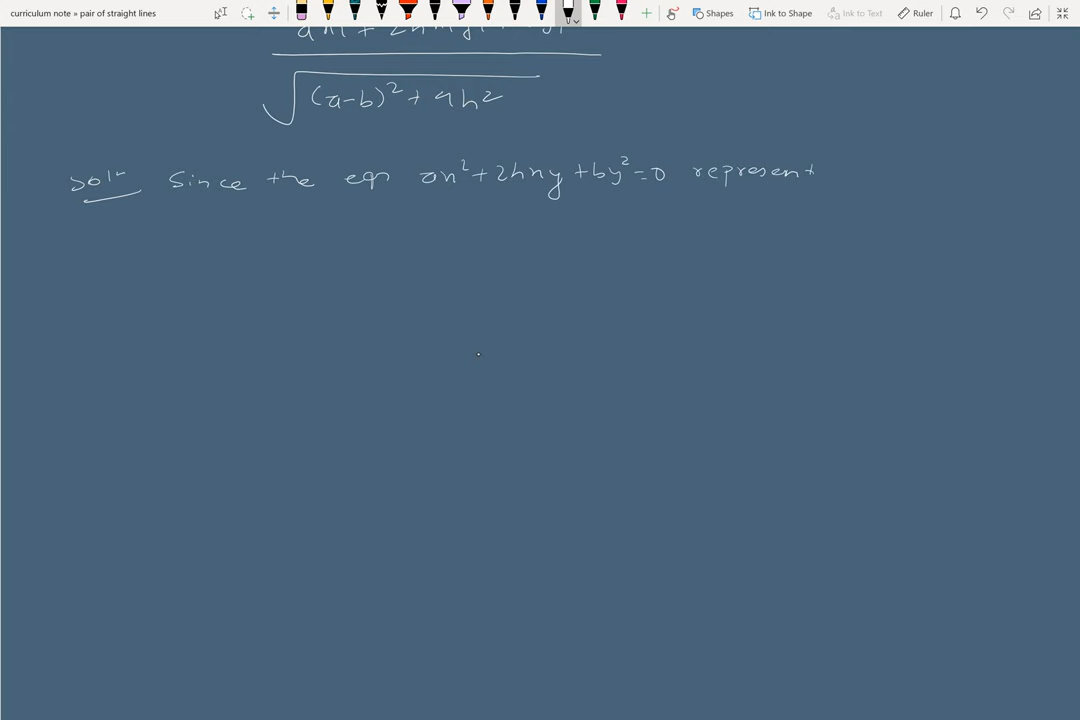 curriculum note » pair of straight lines
Shapes
Ink to Shape
Ink to Text
Ruler
√(a-b)² + 4h²
Soln Since the eqn ax² + 2hxy + by² = 0 represent